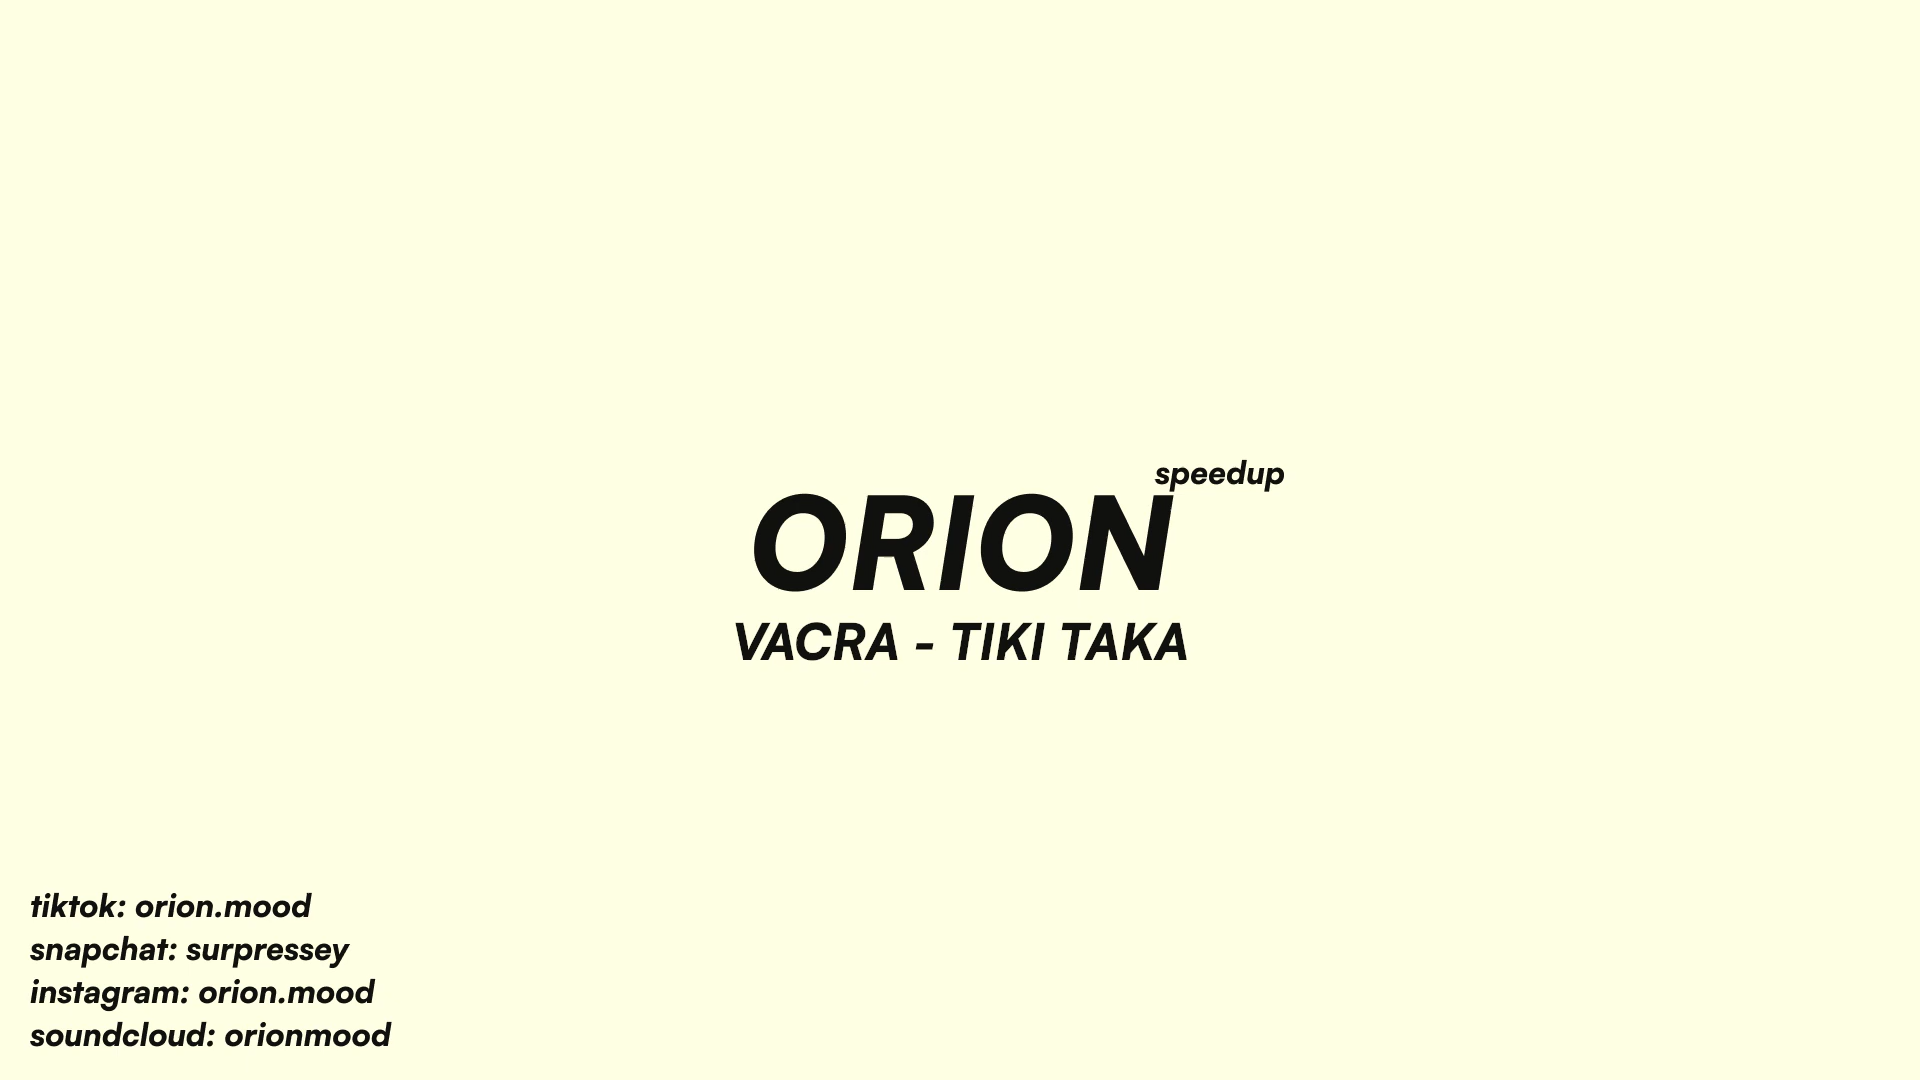 speedup
ORION
VACRA - TIKI TAKA
tiktok: orion.mood
snapchat: surpressey
instagram: orion.mood
soundcloud: orionmood